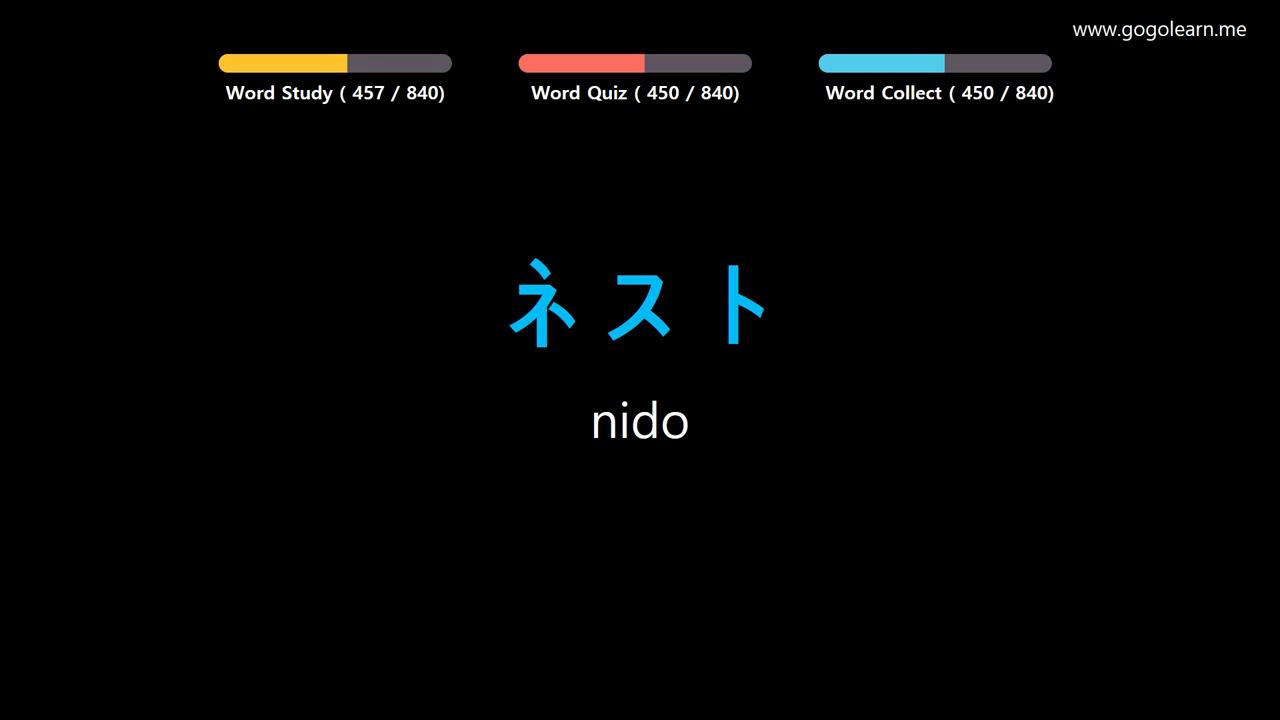 www.gogolearn.me
Word Study ( 457 / 840)
Word Quiz ( 450 / 840)
Word Collect ( 450 / 840)
ネスト
nido